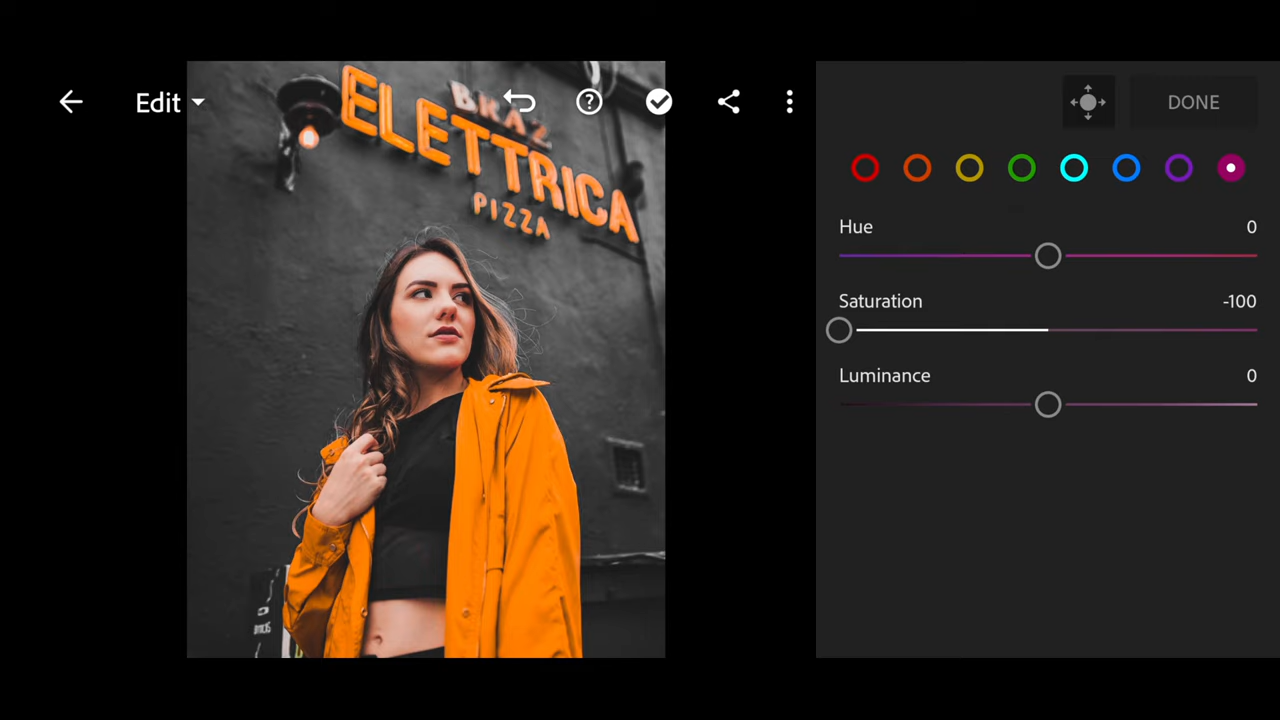 Edit
DONE
ELETTRICA
PIZZA
Hue 0
Saturation -100
Luminance 0